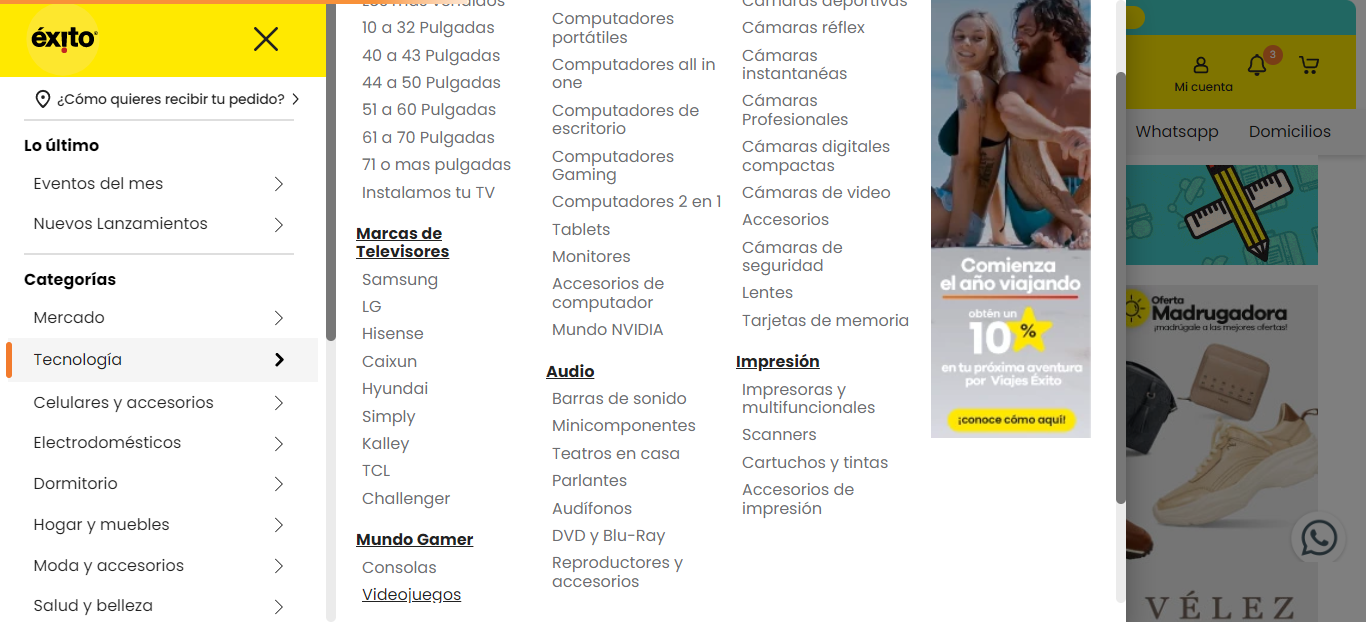 éxito
¿Cómo quieres recibir tu pedido?
Lo último
Eventos del mes
Nuevos Lanzamientos
Categorías
Mercado
Tecnología
Celulares y accesorios
Electrodomésticos
Dormitorio
Hogar y muebles
Moda y accesorios
Salud y belleza
Los más vendidos
10 a 32 Pulgadas
40 a 43 Pulgadas
44 a 50 Pulgadas
51 a 60 Pulgadas
61 a 70 Pulgadas
71 o mas pulgadas
Instalamos tu TV
Marcas de
Televisores
Samsung
LG
Hisense
Caixun
Hyundai
Simply
Kalley
TCL
Challenger
Mundo Gamer
Consolas
Videojuegos
Computadores
portátiles
Computadores all in
one
Computadores de
escritorio
Computadores
Gaming
Computadores 2 en 1
Tablets
Monitores
Accesorios de
computador
Mundo NVIDIA
Audio
Barras de sonido
Minicomponentes
Teatros en casa
Parlantes
Audífonos
DVD y Blu-Ray
Reproductores y
accesorios
Cámaras deportivas
Cámaras réflex
Cámaras
instantanéas
Cámaras
Profesionales
Cámaras digitales
compactas
Cámaras de video
Accesorios
Cámaras de
seguridad
Lentes
Tarjetas de memoria
Impresión
Impresoras y
multifuncionales
Scanners
Cartuchos y tintas
Accesorios de
impresión
Comienza
el año viajando
obtén un
10%
en tu próxima aventura
por Viajes Éxito
¡conoce cómo aquí!
3
Mi cuenta
Whatsapp
Domicilios
Oferta
Madrugadora
¡madrúgale a las mejores ofertas!
VÉLEZ